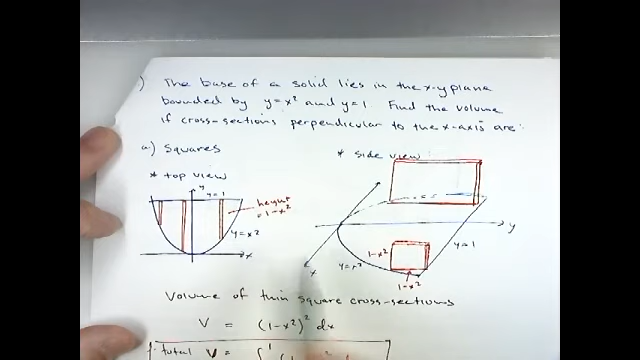 ) The base of a solid lies in the x-y plane
bounded by y=x² and y=1 Find the volume
if cross-sections perpendicular to the x-axis are:
a) Squares
* top view
* side view
y
y=1
height
=1-x²
y=x²
x
y
y=1
1-x²
y=x²
1-x²
x
Volume of thin square cross-sections
V = (1-x²)² dx
total V = ∫¹